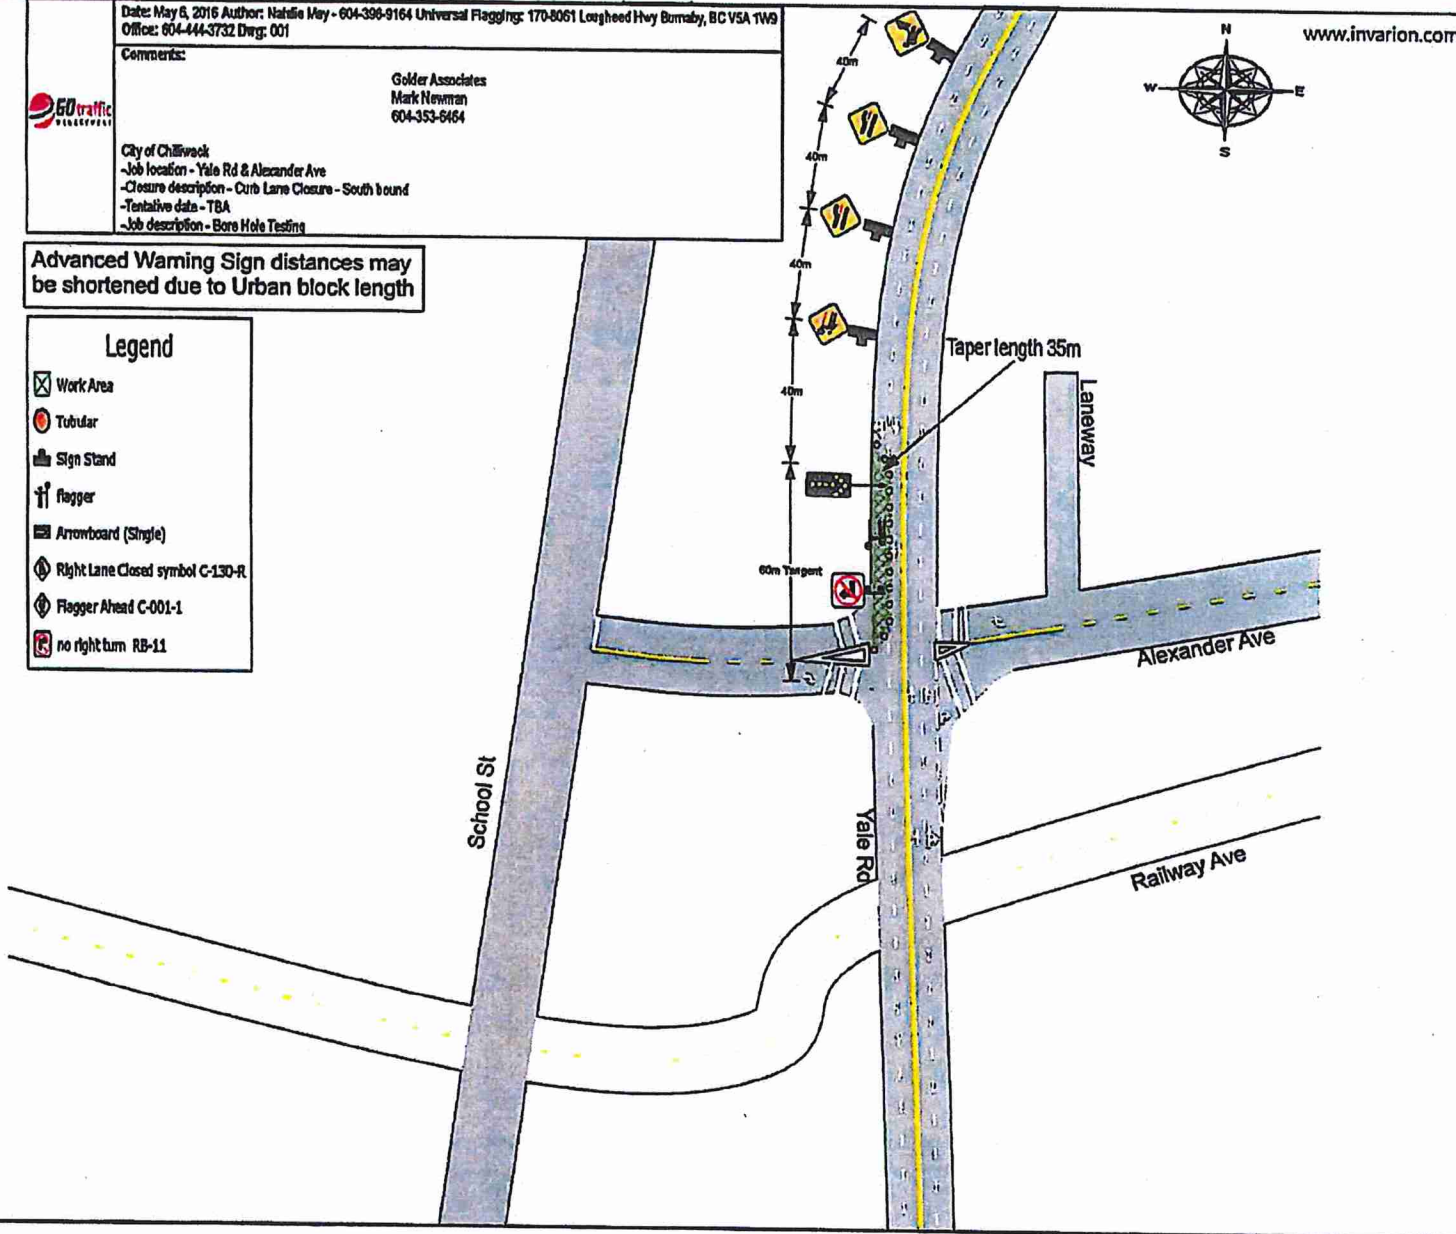 Date: May 6, 2016 Author: Nahlie May - 604-396-9164 Universal Flagging: 170-8061 Lougheed Hwy Burnaby, BC V5A 1W9
Office: 604-444-3732 Dwg: 001
Comments:
Golder Associates
Mark Newman
604-353-6464
GO traffic
MANAGEMENT
City of Chilliwack
-Job location - Yale Rd & Alexander Ave
-Closure description - Curb Lane Closure - South bound
-Tentative date - TBA
-Job description - Bore Hole Testing
www.invarion.com
N
W
E
S
Advanced Warning Sign distances may
be shortened due to Urban block length
Legend
Work Area
Tubular
Sign Stand
flagger
Arrowboard (Single)
Right Lane Closed symbol C-130-R
Flagger Ahead C-001-1
no right turn RB-11
40m
40m
40m
40m
60m Tangent
Taper length 35m
Laneway
Alexander Ave
School St
Yale Rd
Railway Ave